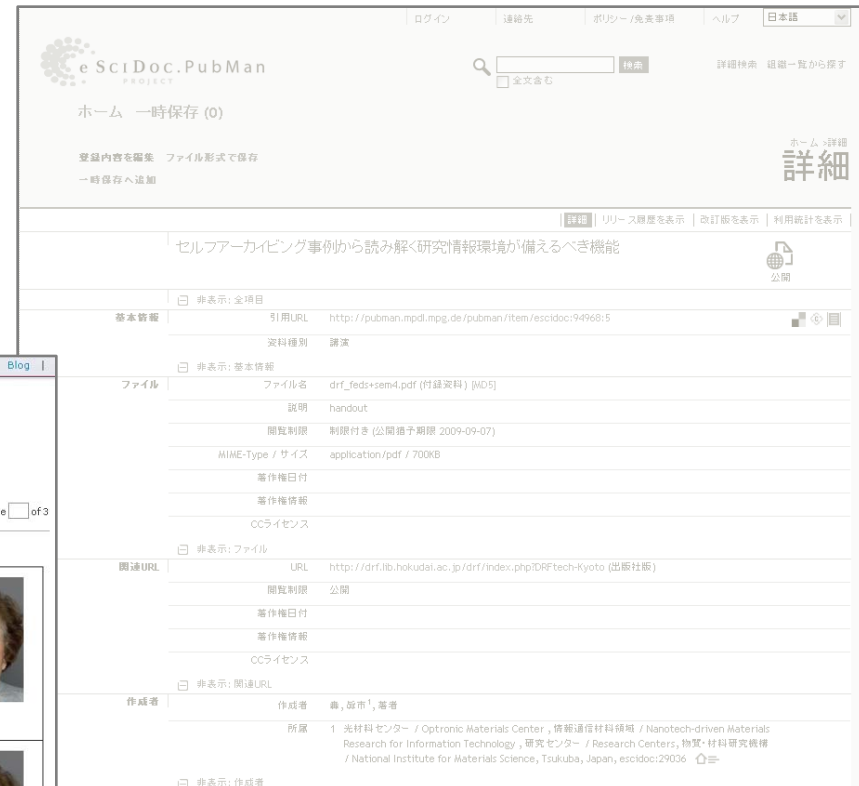 ログイン 連絡先 ポリシー/免責事項 ヘルプ 日本語
eSciDoc.PubMan
PROJECT
検索 詳細検索 組織一覧から探す
全文含む
ホーム 一時保存 (0)
ホーム >詳細
登録内容を編集 ファイル形式で保存
詳細
一時保存へ追加
詳細 | リリース履歴を表示 | 改訂版を表示 | 利用統計を表示
セルフアーカイビング事例から読み解く研究情報環境が備えるべき機能
公開
非表示: 全項目
基本情報 引用URL http://pubman.mpdl.mpg.de/pubman/item/escidoc:94968:5
資料種別 講演
非表示: 基本情報
Blog |
ファイル ファイル名 drf_feds+sem4.pdf (付録資料) [MD5]
説明 handout
閲覧制限 制限付き (公開猶予期限 2009-09-07)
MIME-Type / サイズ application/pdf / 700KB
著作権日付
著作権情報
of 3
CCライセンス
非表示: ファイル
関連URL URL http://drf.lib.hokudai.ac.jp/drf/index.php?DRFtech-Kyoto (出版社版)
閲覧制限 公開
著作権日付
著作権情報
CCライセンス
非表示: 関連URL
作成者 作成者 轟, 眞市1, 著者
所属 1 光材料センター / Optronic Materials Center , 情報通信材料領域 / Nanotech-driven Materials
Research for Information Technology , 研究センター / Research Centers, 物質・材料研究機構
/ National Institute for Materials Science, Tsukuba, Japan, escidoc:29036
非表示: 作成者